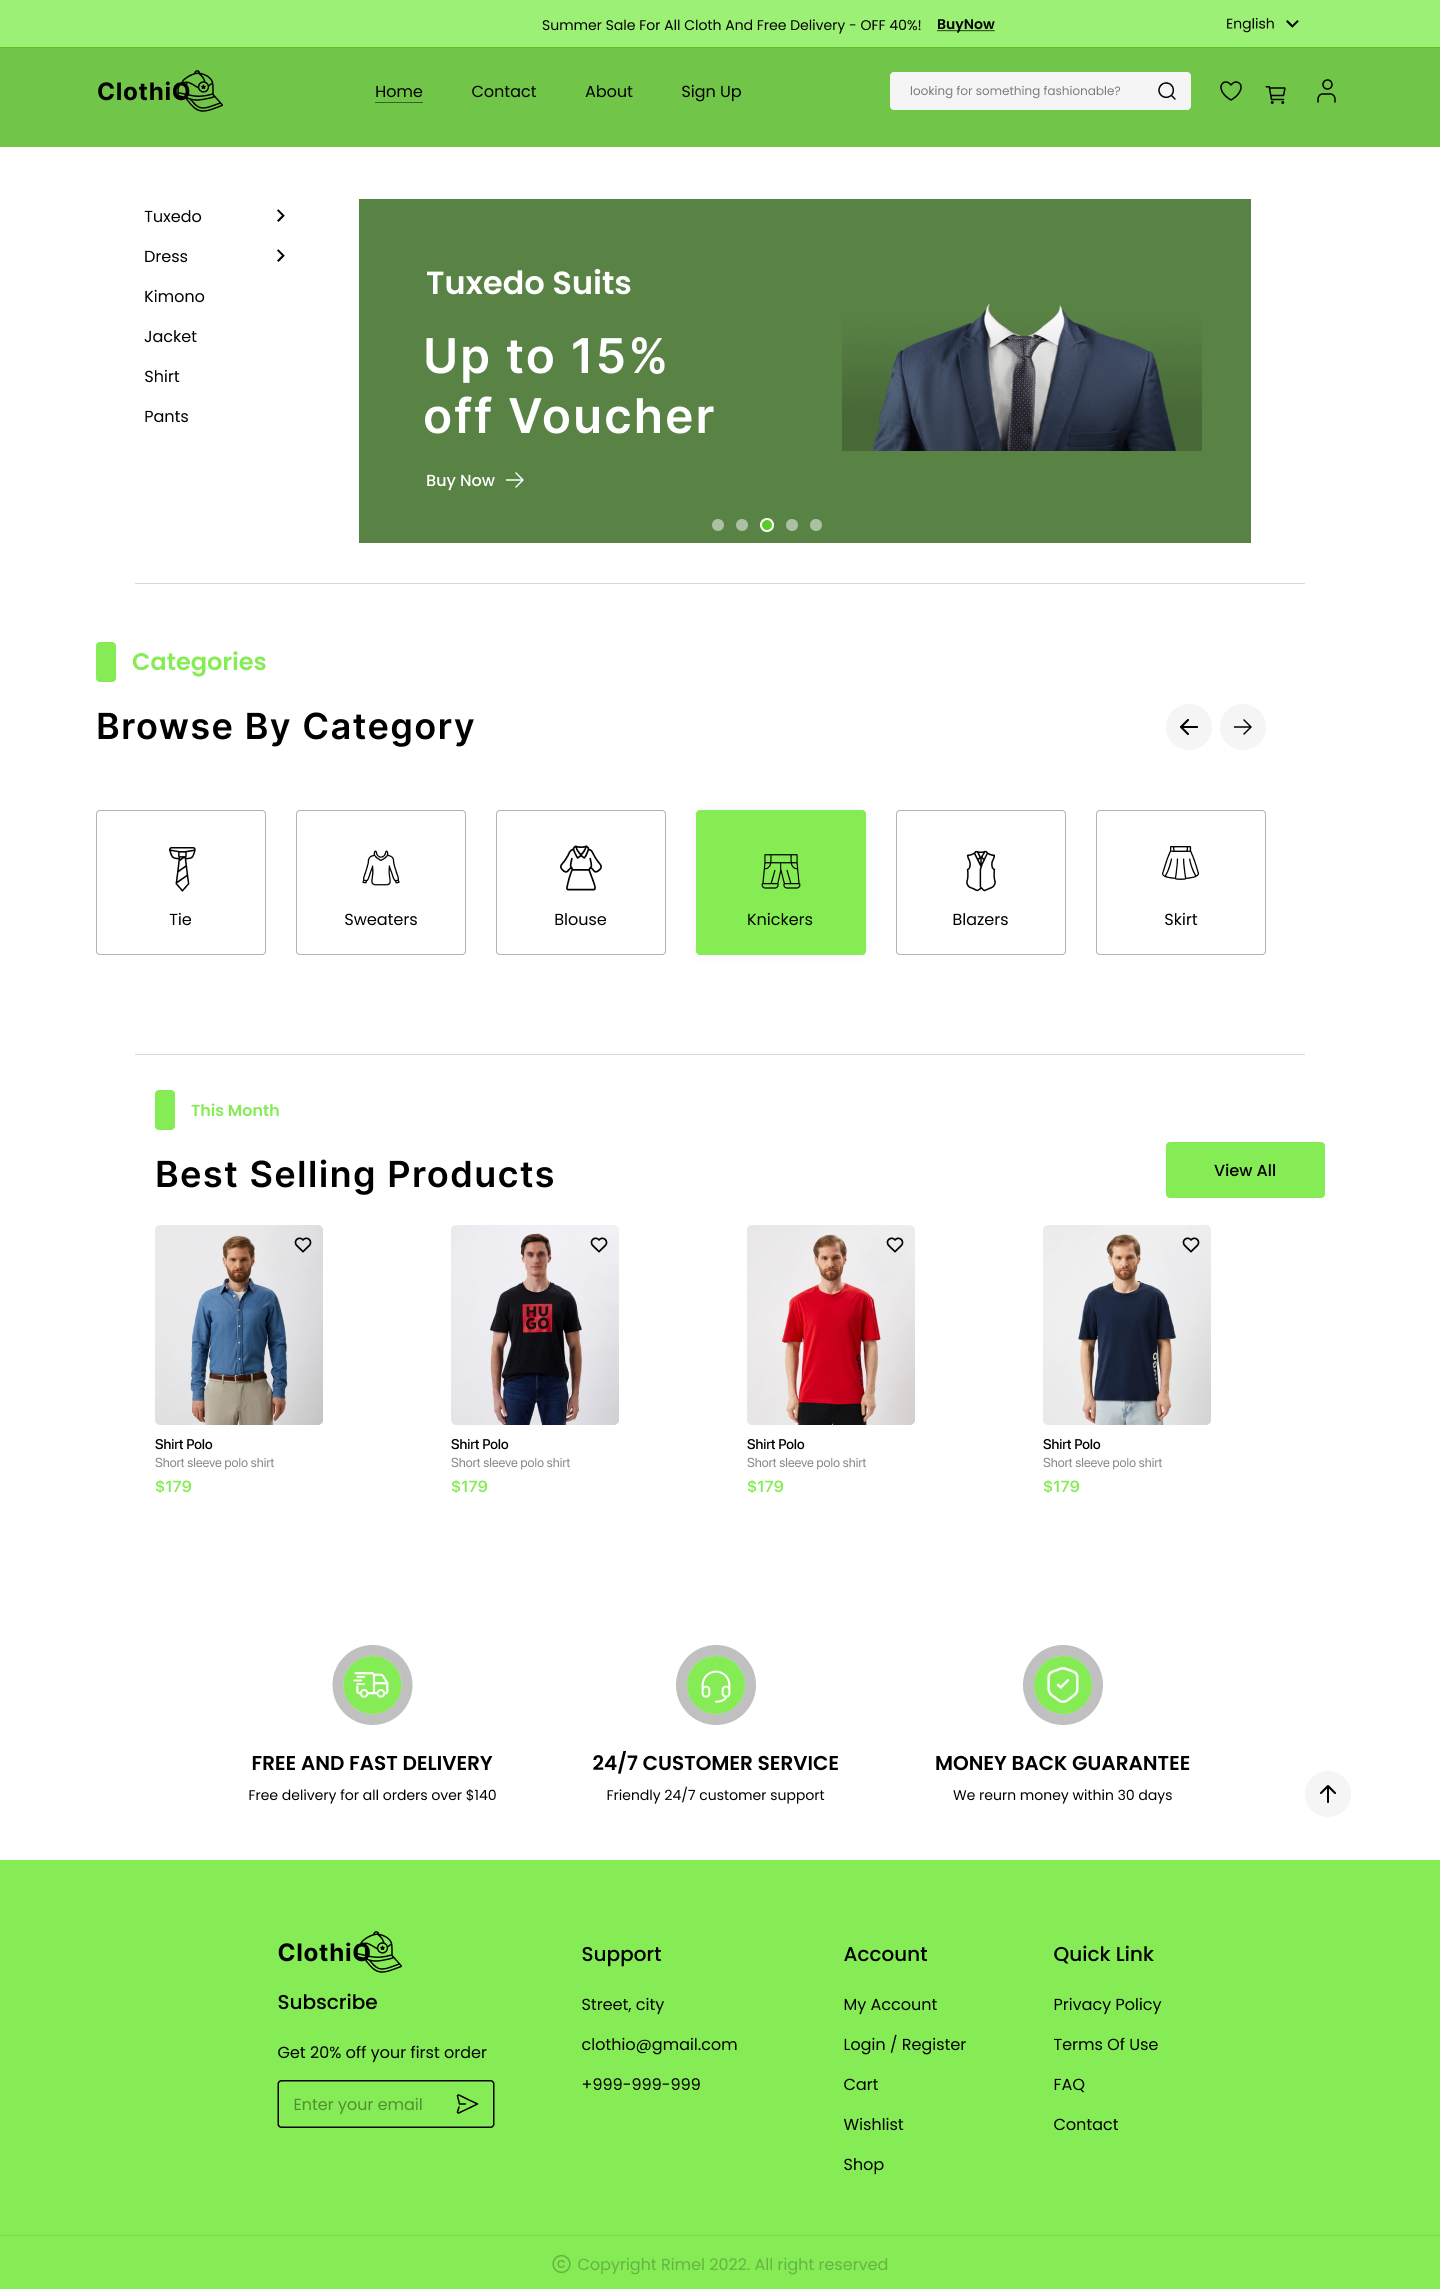 Summer Sale For All Cloth And Free Delivery - OFF 40%! BuyNow English
ClothiO Home Contact About Sign Up looking for something fashionable?
Tuxedo
Dress
Kimono
Jacket
Shirt
Pants
Tuxedo Suits
Up to 15%
off Voucher
Buy Now
Categories
Browse By Category
Tie Sweaters Blouse Knickers Blazers Skirt
This Month
Best Selling Products
View All
HU
GO
Shirt Polo
Short sleeve polo shirt
$179
Shirt Polo
Short sleeve polo shirt
$179
Shirt Polo
Short sleeve polo shirt
$179
Shirt Polo
Short sleeve polo shirt
$179
FREE AND FAST DELIVERY
Free delivery for all orders over $140
24/7 CUSTOMER SERVICE
Friendly 24/7 customer support
MONEY BACK GUARANTEE
We reurn money within 30 days
ClothiO
Subscribe
Get 20% off your first order
Enter your email
Support
Street, city
clothio@gmail.com
+999-999-999
Account
My Account
Login / Register
Cart
Wishlist
Shop
Quick Link
Privacy Policy
Terms Of Use
FAQ
Contact
© Copyright Rimel 2022. All right reserved